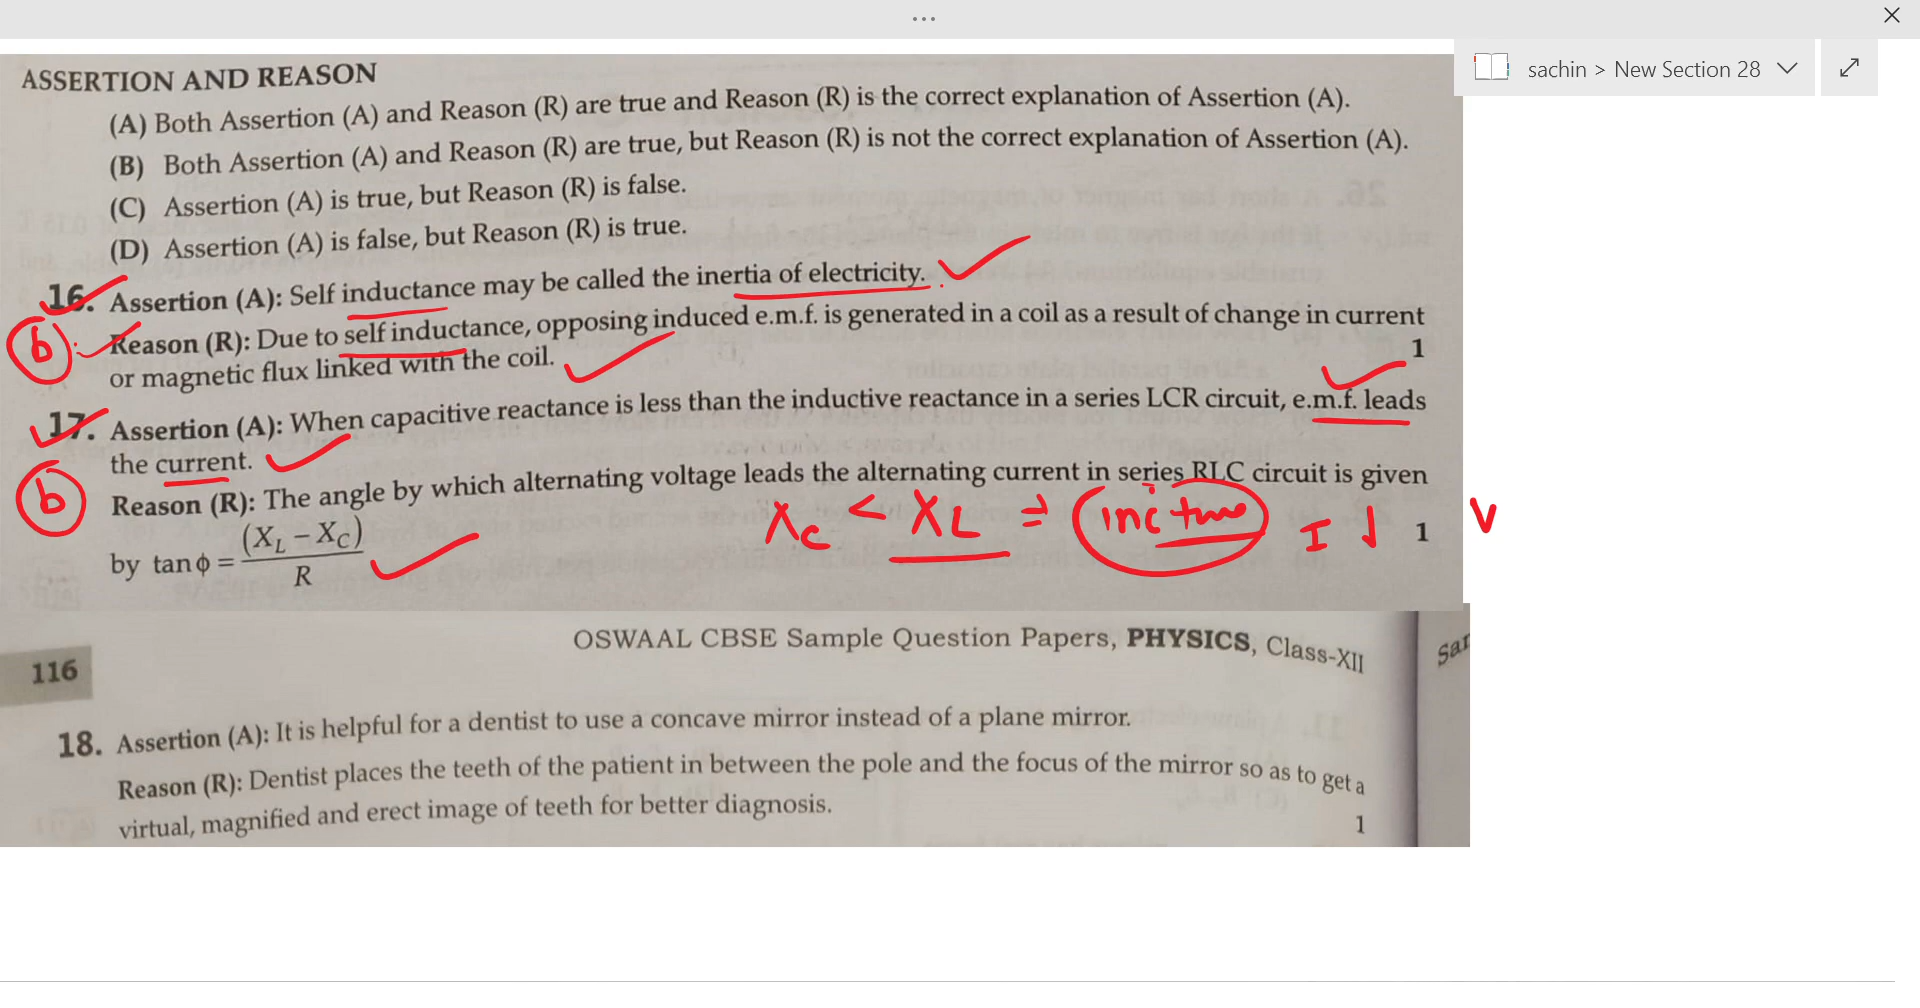 sachin > New Section 28
ASSERTION AND REASON
(A) Both Assertion (A) and Reason (R) are true and Reason (R) is the correct explanation of Assertion (A).
(B) Both Assertion (A) and Reason (R) are true, but Reason (R) is not the correct explanation of Assertion (A).
(C) Assertion (A) is true, but Reason (R) is false.
(D) Assertion (A) is false, but Reason (R) is true.
16. Assertion (A): Self inductance may be called the inertia of electricity.
b Reason (R): Due to self inductance, opposing induced e.m.f. is generated in a coil as a result of change in current
or magnetic flux linked with the coil. 1
17. Assertion (A): When capacitive reactance is less than the inductive reactance in a series LCR circuit, e.m.f. leads
the current.
b Reason (R): The angle by which alternating voltage leads the alternating current in series RLC circuit is given
by tan ϕ = (X_L – X_C) / R 1
X_C < X_L ⇒ I ↓ V
OSWAAL CBSE Sample Question Papers, PHYSICS, Class-XII
116
18. Assertion (A): It is helpful for a dentist to use a concave mirror instead of a plane mirror.
Reason (R): Dentist places the teeth of the patient in between the pole and the focus of the mirror so as to get a
virtual, magnified and erect image of teeth for better diagnosis. 1